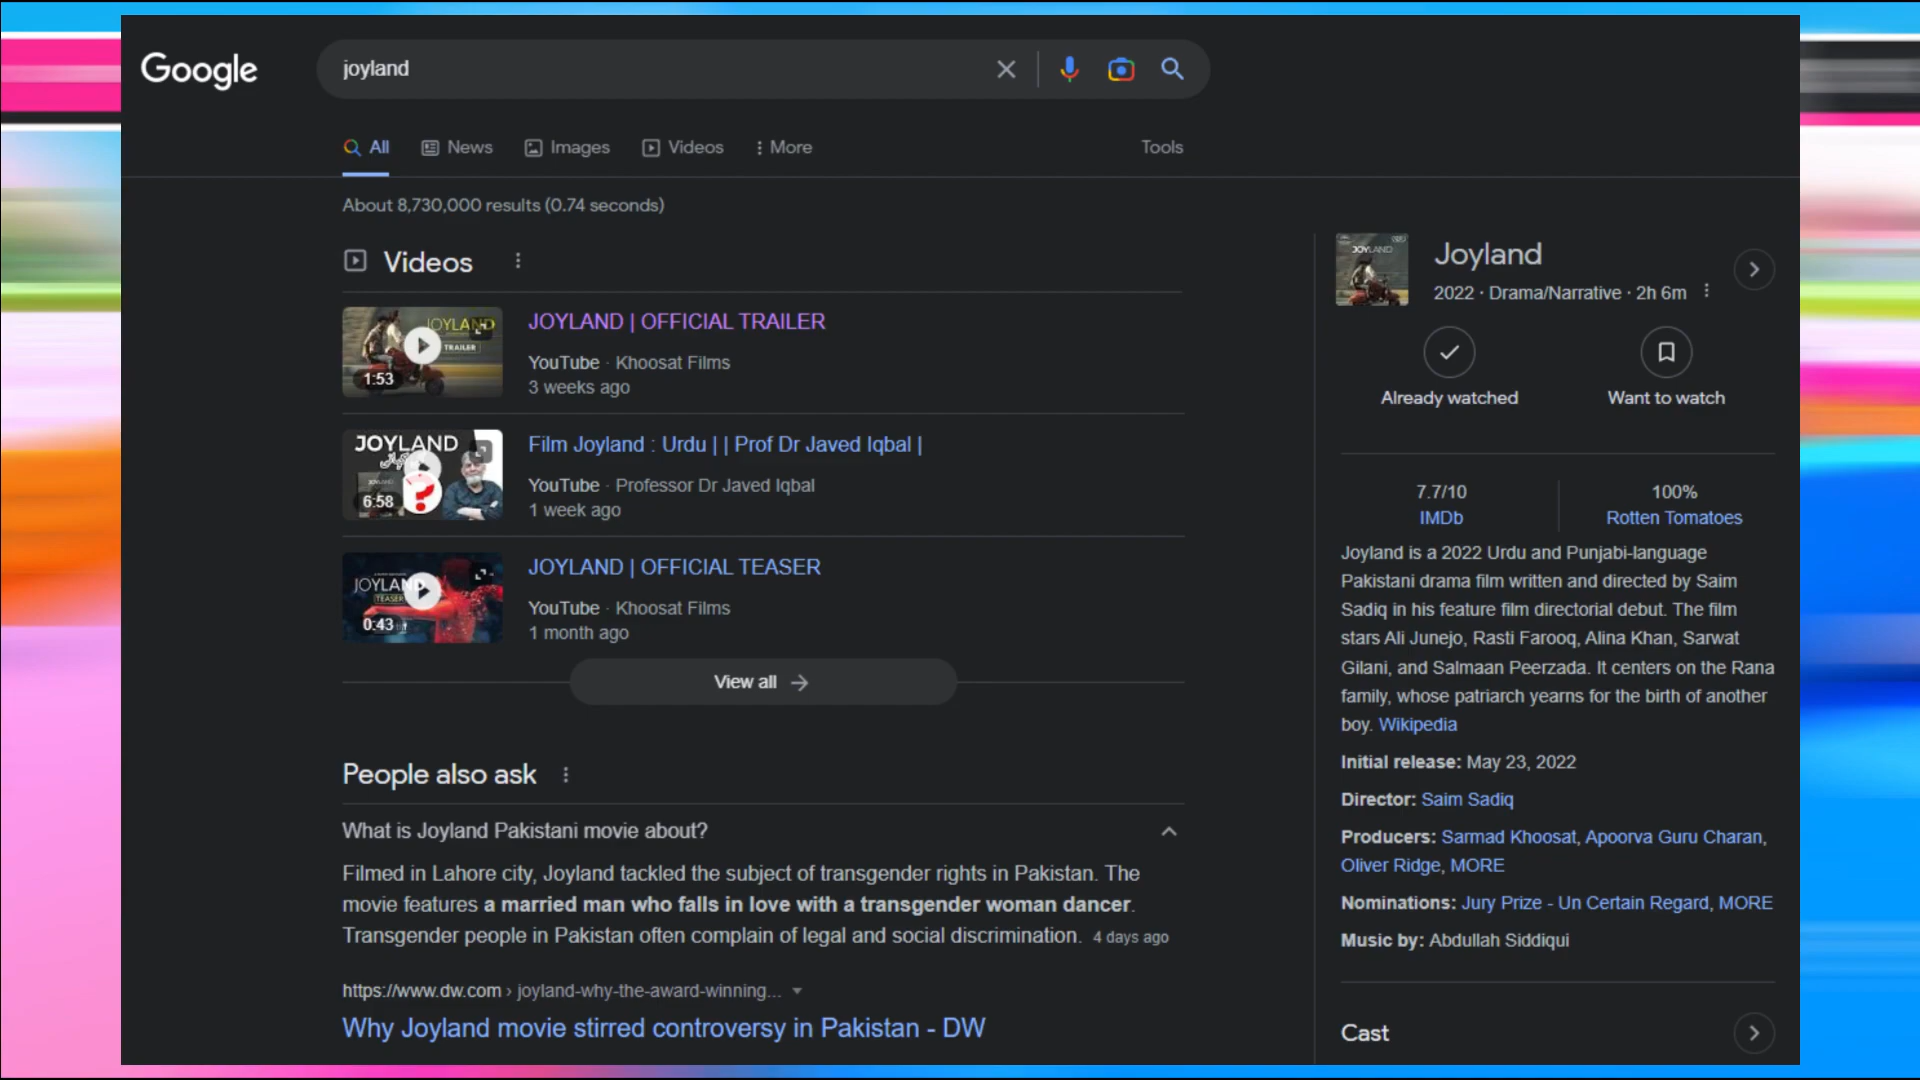 Google
joyland
All News Images Videos More Tools
About 8,730,000 results (0.74 seconds)
Videos
JOYLAND
TRAILER
1:53
JOYLAND | OFFICIAL TRAILER
YouTube · Khoosat Films
3 weeks ago
JOYLAND
6:58
Film Joyland : Urdu | | Prof Dr Javed Iqbal |
YouTube · Professor Dr Javed Iqbal
1 week ago
JOYLAND
TEASER
0:43
JOYLAND | OFFICIAL TEASER
YouTube · Khoosat Films
1 month ago
View all
People also ask
What is Joyland Pakistani movie about?
Filmed in Lahore city, Joyland tackled the subject of transgender rights in Pakistan. The
movie features a married man who falls in love with a transgender woman dancer.
Transgender people in Pakistan often complain of legal and social discrimination. 4 days ago
https://www.dw.com › joyland-why-the-award-winning...
Why Joyland movie stirred controversy in Pakistan - DW
JOYLAND
Joyland
2022 · Drama/Narrative · 2h 6m
Already watched
Want to watch
7.7/10
IMDb
100%
Rotten Tomatoes
Joyland is a 2022 Urdu and Punjabi-language
Pakistani drama film written and directed by Saim
Sadiq in his feature film directorial debut. The film
stars Ali Junejo, Rasti Farooq, Alina Khan, Sarwat
Gilani, and Salmaan Peerzada. It centers on the Rana
family, whose patriarch yearns for the birth of another
boy. Wikipedia
Initial release: May 23, 2022
Director: Saim Sadiq
Producers: Sarmad Khoosat, Apoorva Guru Charan,
Oliver Ridge, MORE
Nominations: Jury Prize - Un Certain Regard, MORE
Music by: Abdullah Siddiqui
Cast